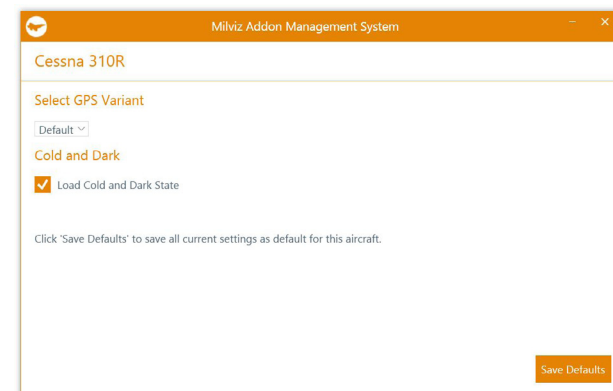 Milviz Addon Management System
Cessna 310R
Select GPS Variant
Default
Cold and Dark
Load Cold and Dark State
Click 'Save Defaults' to save all current settings as default for this aircraft.
Save Defaults